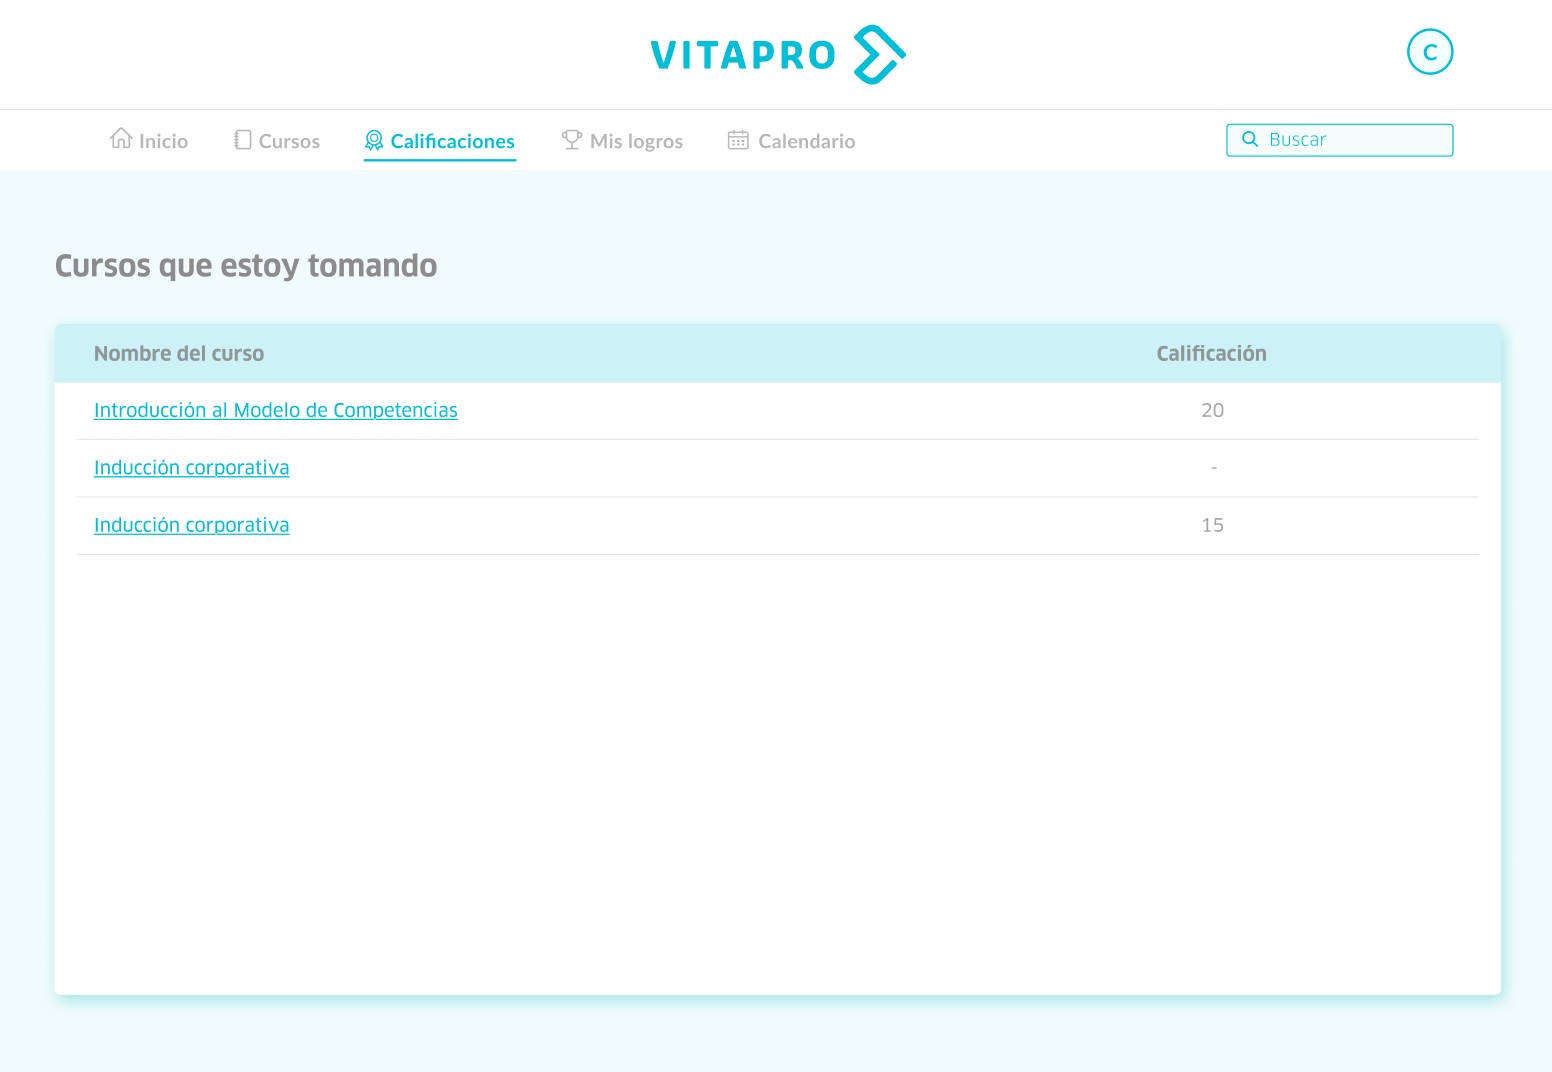 VITAPRO
C
Inicio Cursos Calificaciones Mis logros Calendario Buscar
Cursos que estoy tomando
Nombre del curso Calificación
Introducción al Modelo de Competencias 20
Inducción corporativa -
Inducción corporativa 15